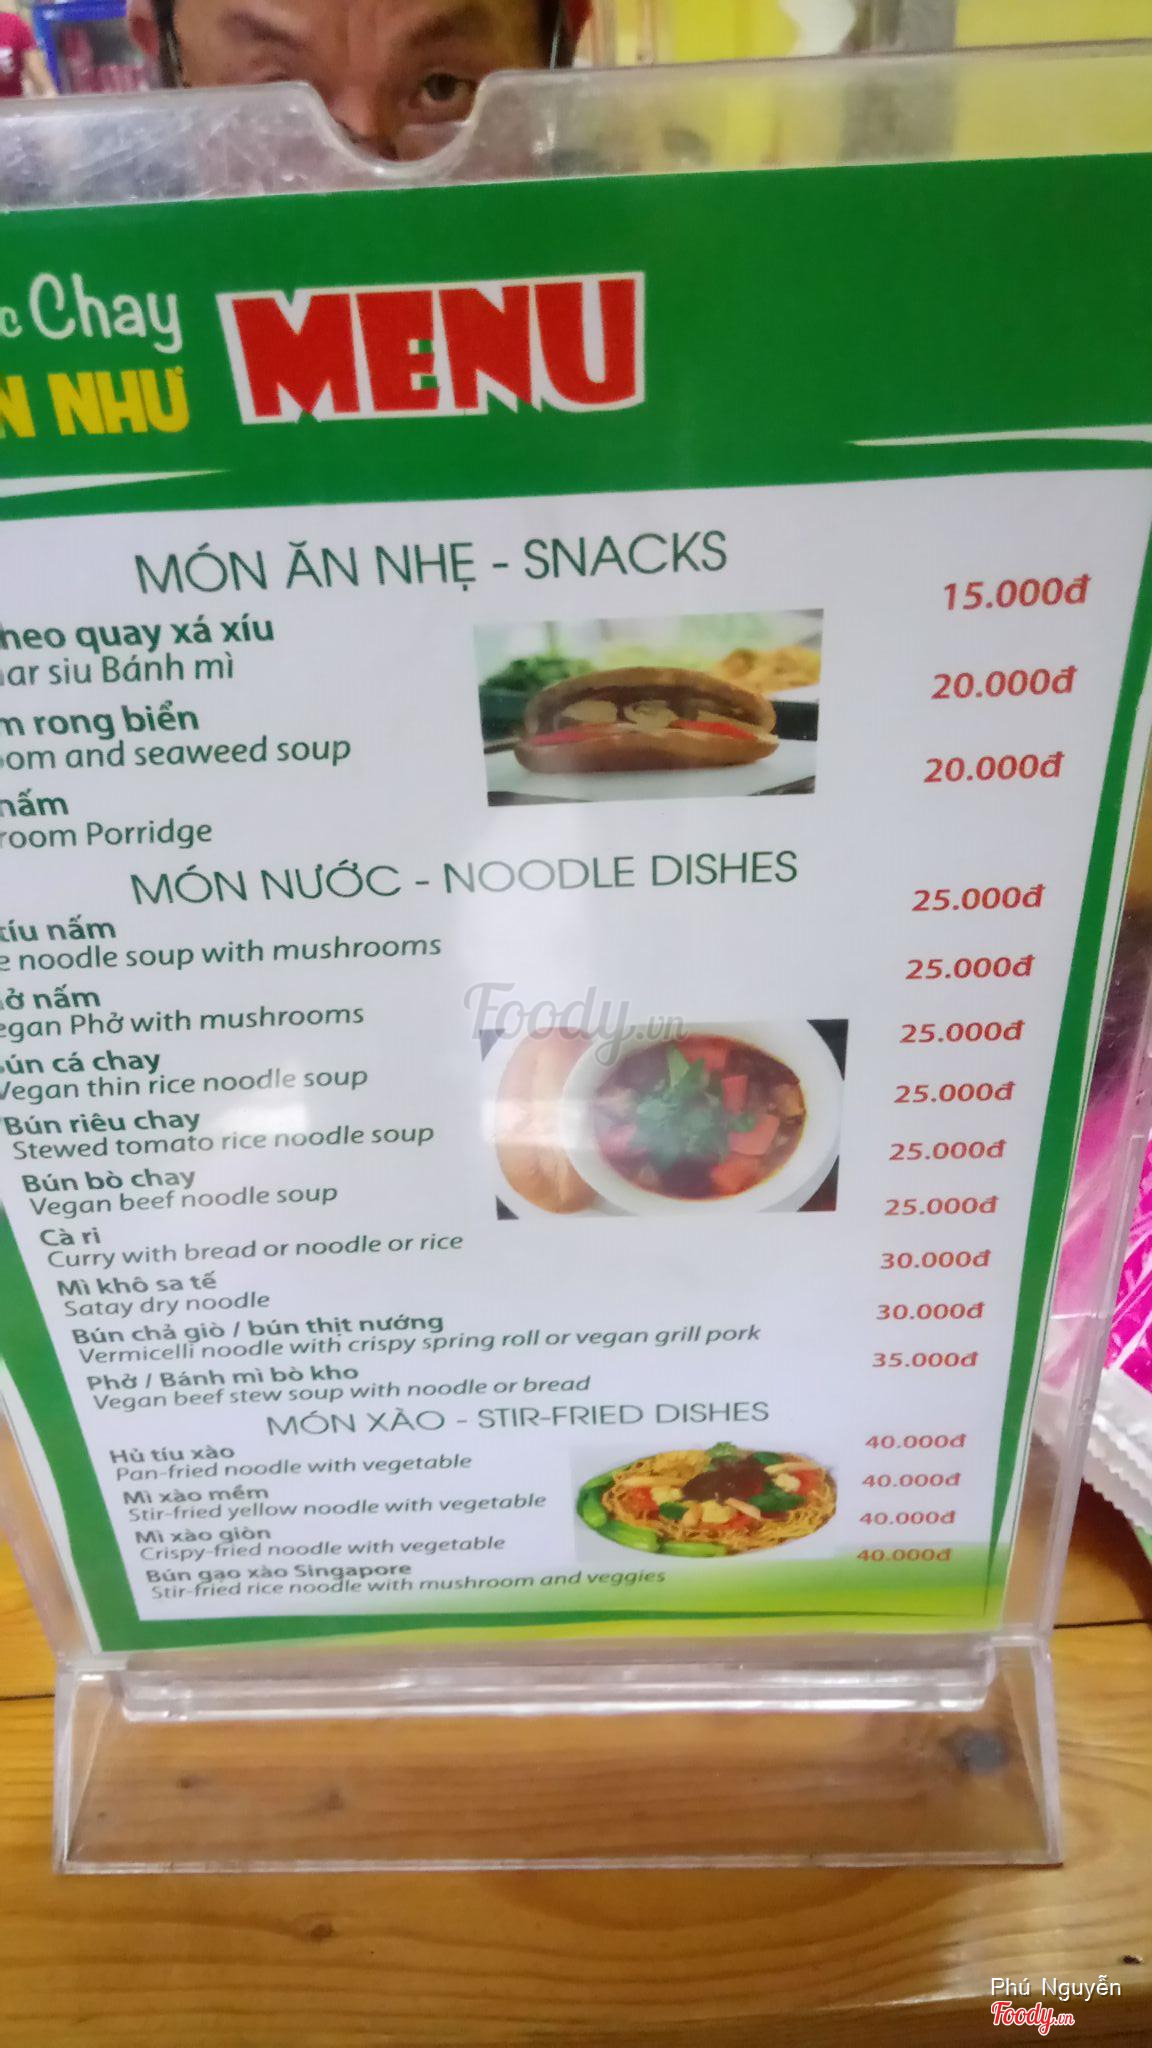 Chay
NHƯ
MENU
MÓN ĂN NHẸ - SNACKS
heo quay xá xíu 15.000đ
siu Bánh mì
rong biển 20.000đ
and seaweed soup
nấm 20.000đ
Porridge
MÓN NƯỚC - NOODLE DISHES
tíu nấm 25.000đ
noodle soup with mushrooms
nấm 25.000đ
Phở with mushrooms
cá chay 25.000đ
Vegan thin rice noodle soup
Bún riêu chay 25.000đ
Stewed tomato rice noodle soup
Bún bò chay 25.000đ
Vegan beef noodle soup
Cà ri 25.000đ
Curry with bread or noodle or rice
Mì khô sa tế 30.000đ
Satay dry noodle
Bún chả giò / bún thịt nướng 30.000đ
Vermicelli noodle with crispy spring roll or vegan grill pork
Phở / Bánh mì bò kho 35.000đ
Vegan beef stew soup with noodle or bread
MÓN XÀO - STIR-FRIED DISHES
Hủ tíu xào 40.000đ
Pan-fried noodle with vegetable
Mì xào mềm 40.000đ
Stir-fried yellow noodle with vegetable
Mì xào giòn 40.000đ
Crispy-fried noodle with vegetable
Bún gạo xào Singapore 40.000đ
Stir-fried rice noodle with mushroom and veggies
Foody.vn
Phú Nguyễn
Foody.vn